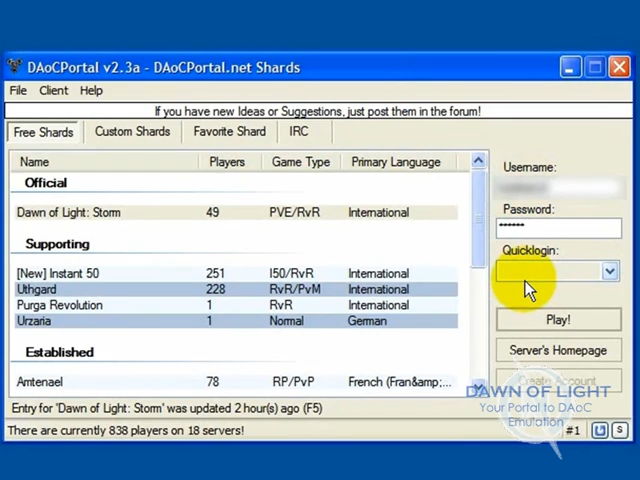 DAoCPortal v2.3a - DAoCPortal.net Shards
File Client Help
If you have new Ideas or Suggestions, just post them in the forum!
Free Shards Custom Shards Favorite Shard IRC
Name Players Game Type Primary Language
Official
Dawn of Light: Storm 49 PVE/RvR International
Supporting
[New] Instant 50 251 I50/RvR International
Uthgard 228 RvR/PvM International
Purga Revolution 1 RvR International
Urzaria 1 Normal German
Established
Amtenael 78 RP/PvP French (Fran&amp;...
Username:
Password:
******
Quicklogin:
Play!
Server's Homepage
Create Account
DAWN OF LIGHT
Your Portal to DAoC
Emulation
Entry for 'Dawn of Light: Storm' was updated 2 hour(s) ago (F5)
There are currently 838 players on 18 servers!
#1
S